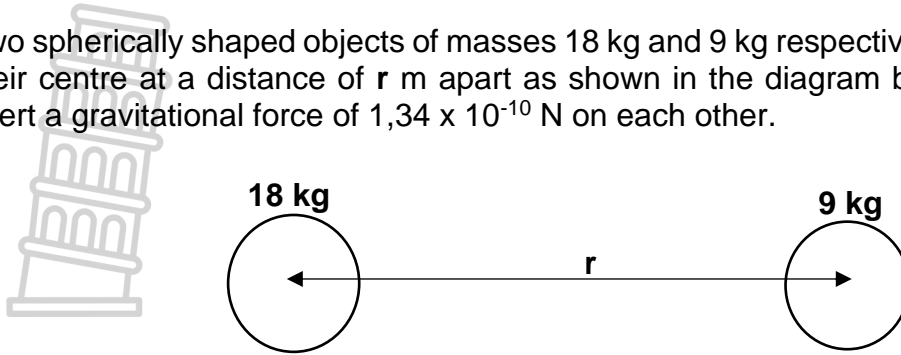 wo spherically shaped objects of masses 18 kg and 9 kg
eir centre at a distance of r m apart as shown in the diagram
ert a gravitational force of 1,34 x 10⁻¹⁰ N on each other.
18 kg
9 kg
r